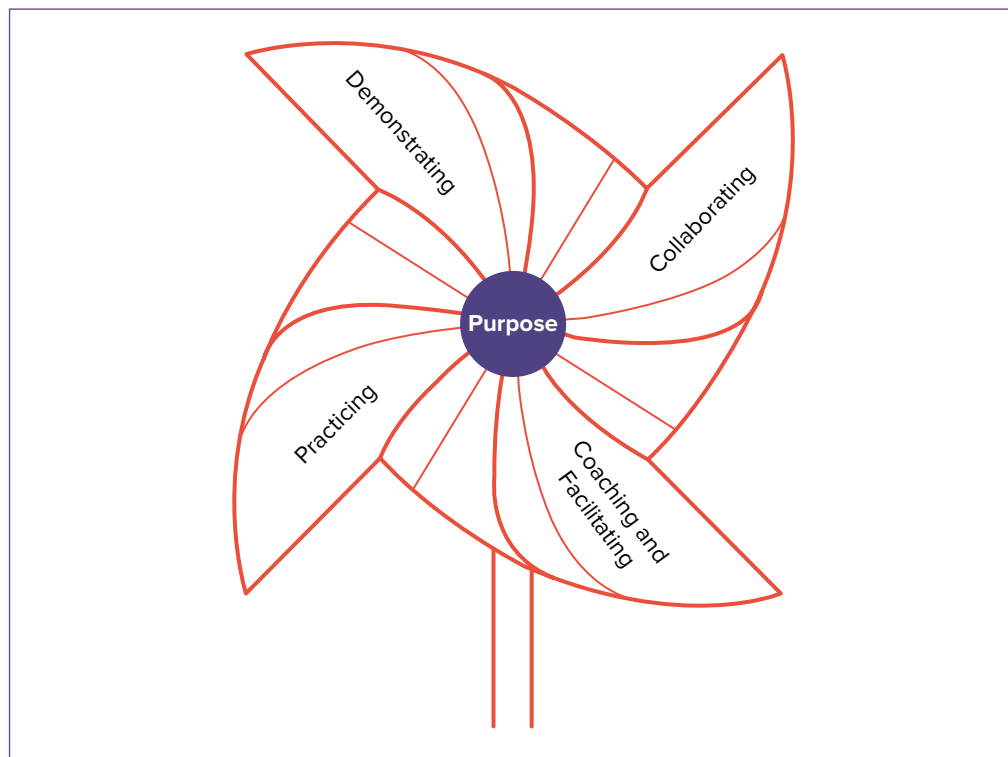 Demonstrating
Collaborating
Purpose
Practicing
Coaching and
Facilitating